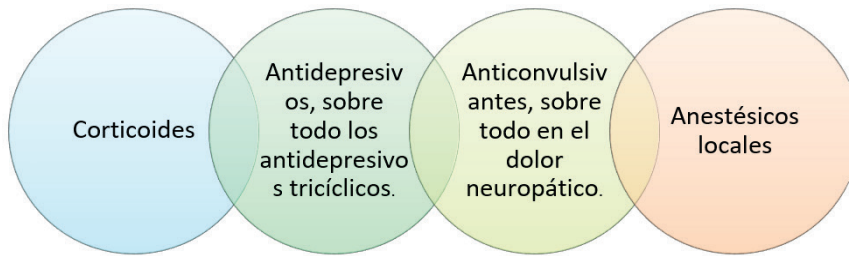 Corticoides
Antidepresiv
os, sobre
todo los
antidepresivo
s tricíclicos.
Anticonvulsiv
antes, sobre
todo en el
dolor
neuropático.
Anestésicos
locales